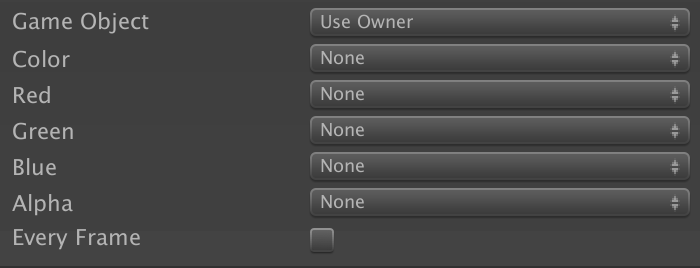 Game Object Use Owner
Color None
Red None
Green None
Blue None
Alpha None
Every Frame